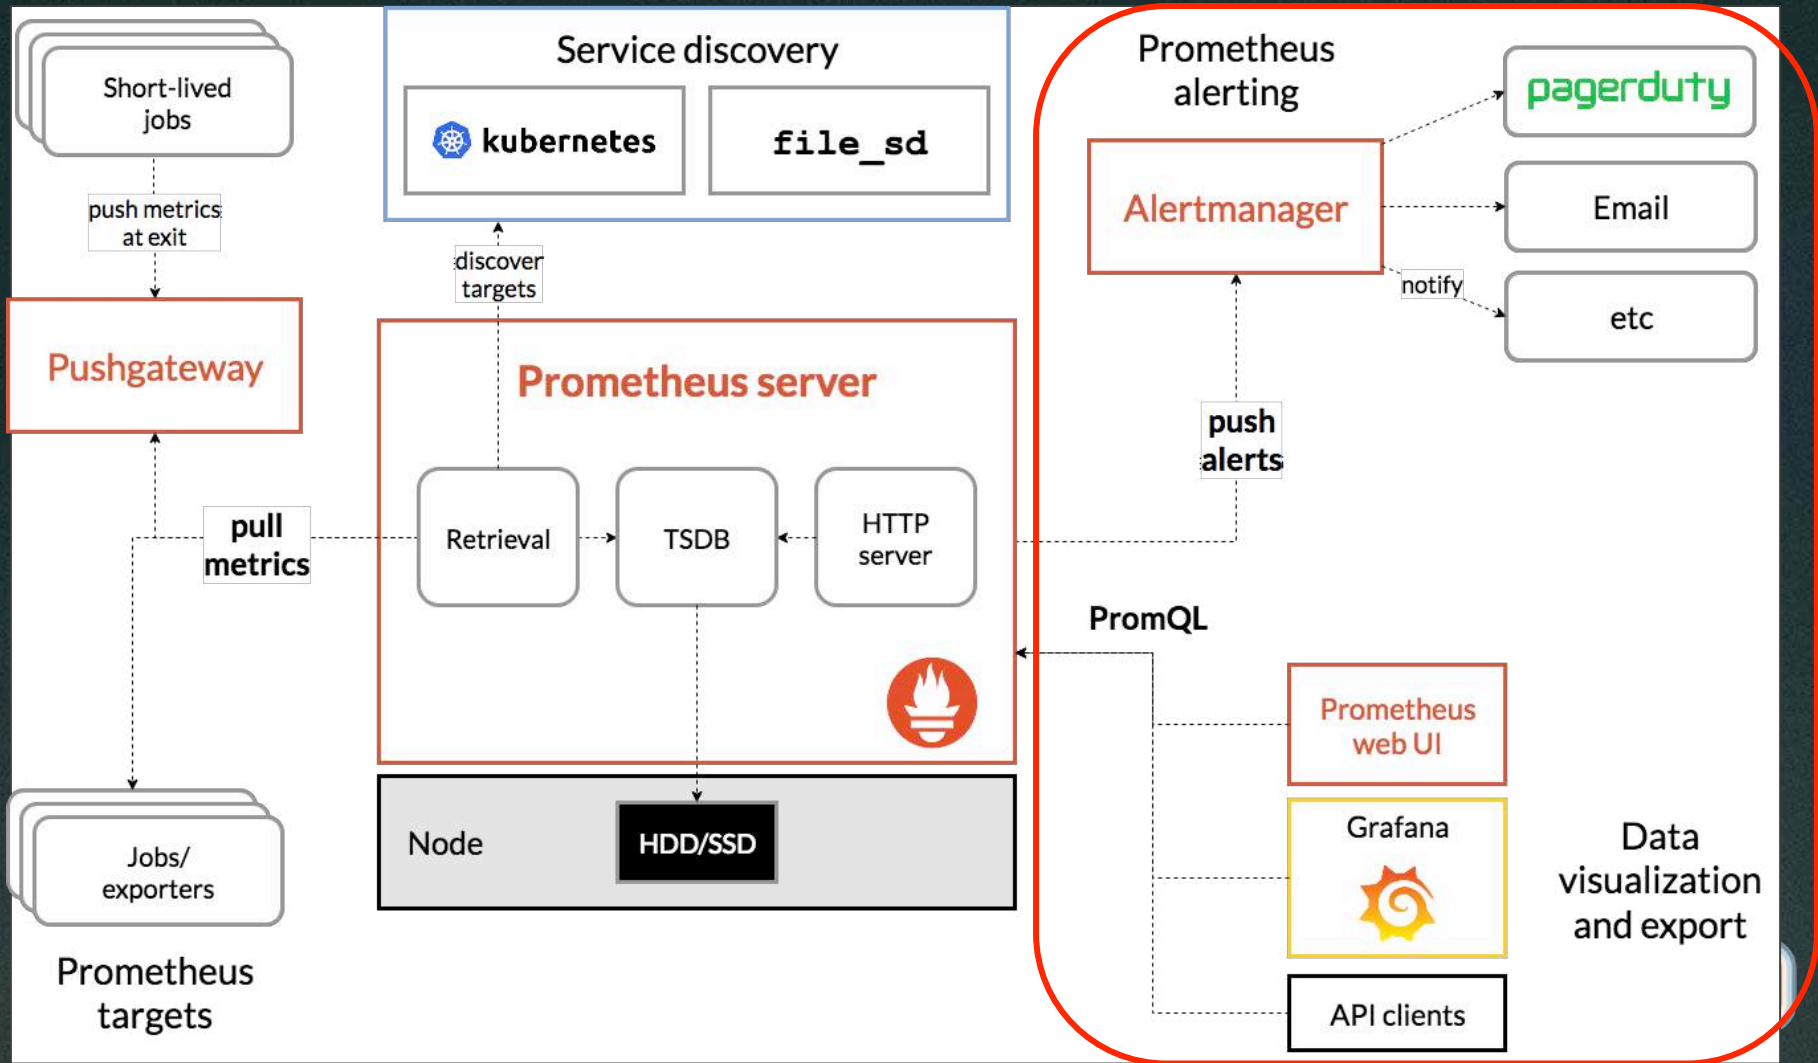 Short-lived
jobs
push metrics
at exit
Pushgateway
pull
metrics
Jobs/
exporters
Prometheus
targets
Service discovery
kubernetes
file_sd
discover
targets
Prometheus server
Retrieval
TSDB
HTTP
server
Node
HDD/SSD
Prometheus
alerting
Alertmanager
pagerduty
Email
notify
etc
push
alerts
PromQL
Prometheus
web UI
Grafana
API clients
Data
visualization
and export